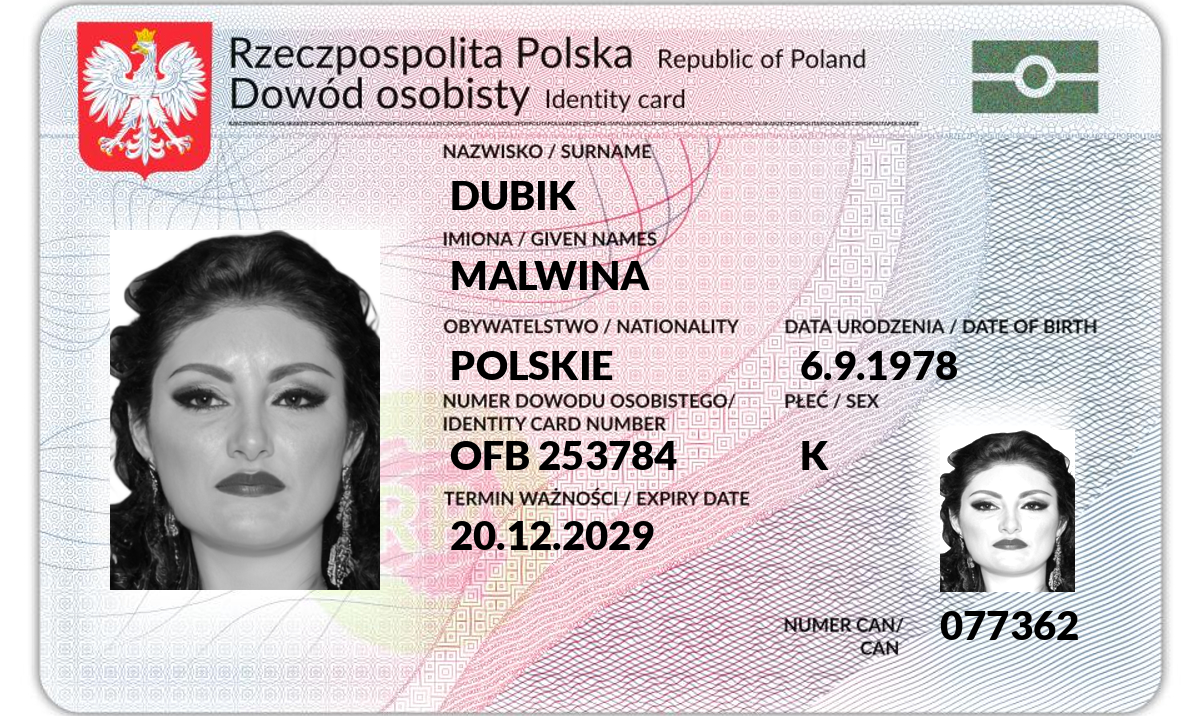 Rzeczpospolita Polska Republic of Poland
Dowód osobisty Identity card
NAZWISKO / SURNAME
DUBIK
IMIONA / GIVEN NAMES
MALWINA
OBYWATELSTWO / NATIONALITY DATA URODZENIA / DATE OF BIRTH
POLSKIE 6.9.1978
NUMER DOWODU OSOBISTEGO/ PŁEĆ / SEX
IDENTITY CARD NUMBER
OFB 253784 K
TERMIN WAŻNOŚCI / EXPIRY DATE
20.12.2029
NUMER CAN/ 077362
CAN